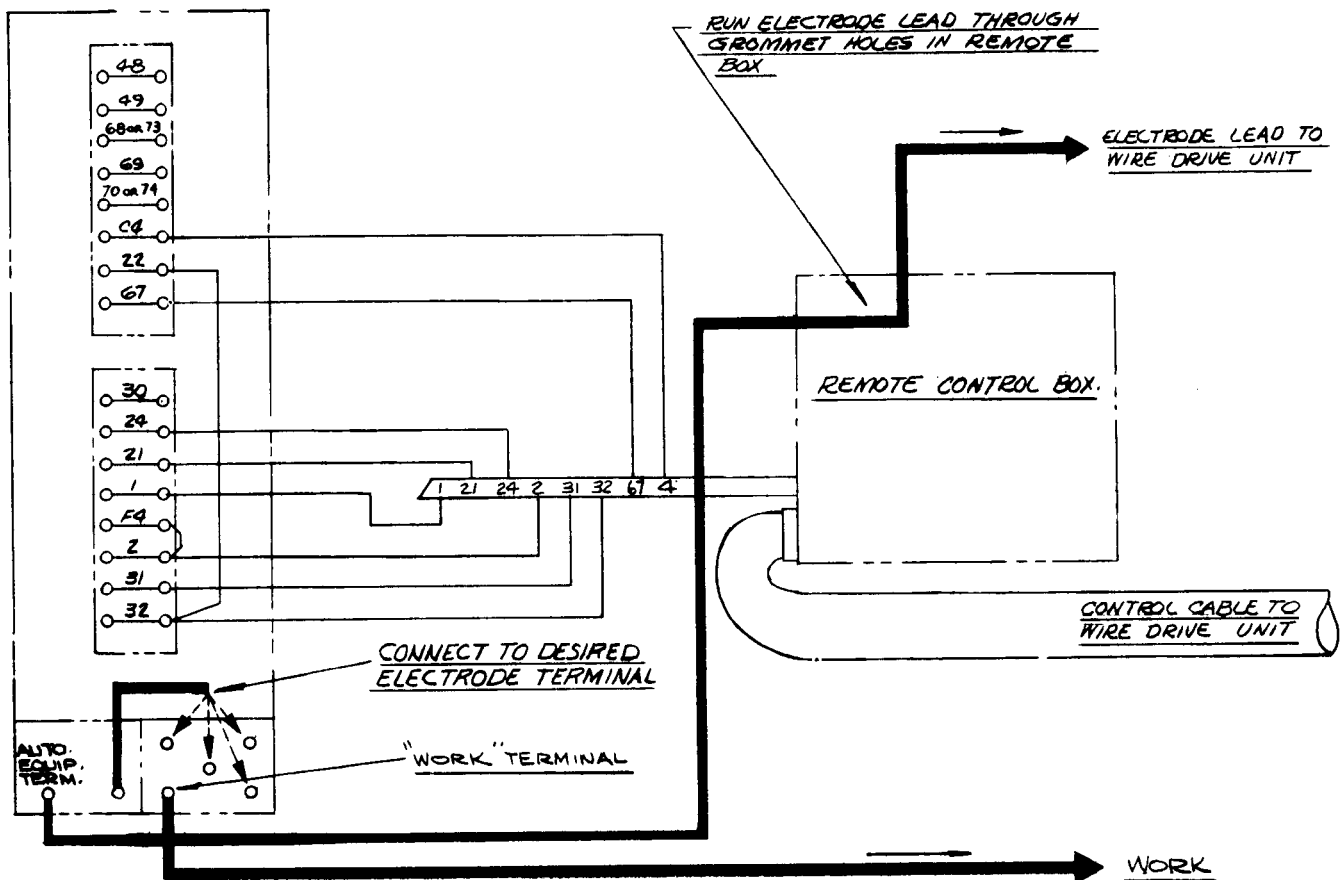 RUN ELECTRODE LEAD THROUGH
GROMMET HOLES IN REMOTE
BOX
48
49
68 OR 73
69
70 OR 74
C4
22
67
ELECTRODE LEAD TO
WIRE DRIVE UNIT
30
24
21
1
F4
2
31
32
REMOTE CONTROL BOX.
1 21 24 2 31 32 67 4
CONTROL CABLE TO
WIRE DRIVE UNIT
CONNECT TO DESIRED
ELECTRODE TERMINAL
AUTO.
EQUIP.
TERM.
"WORK" TERMINAL
WORK